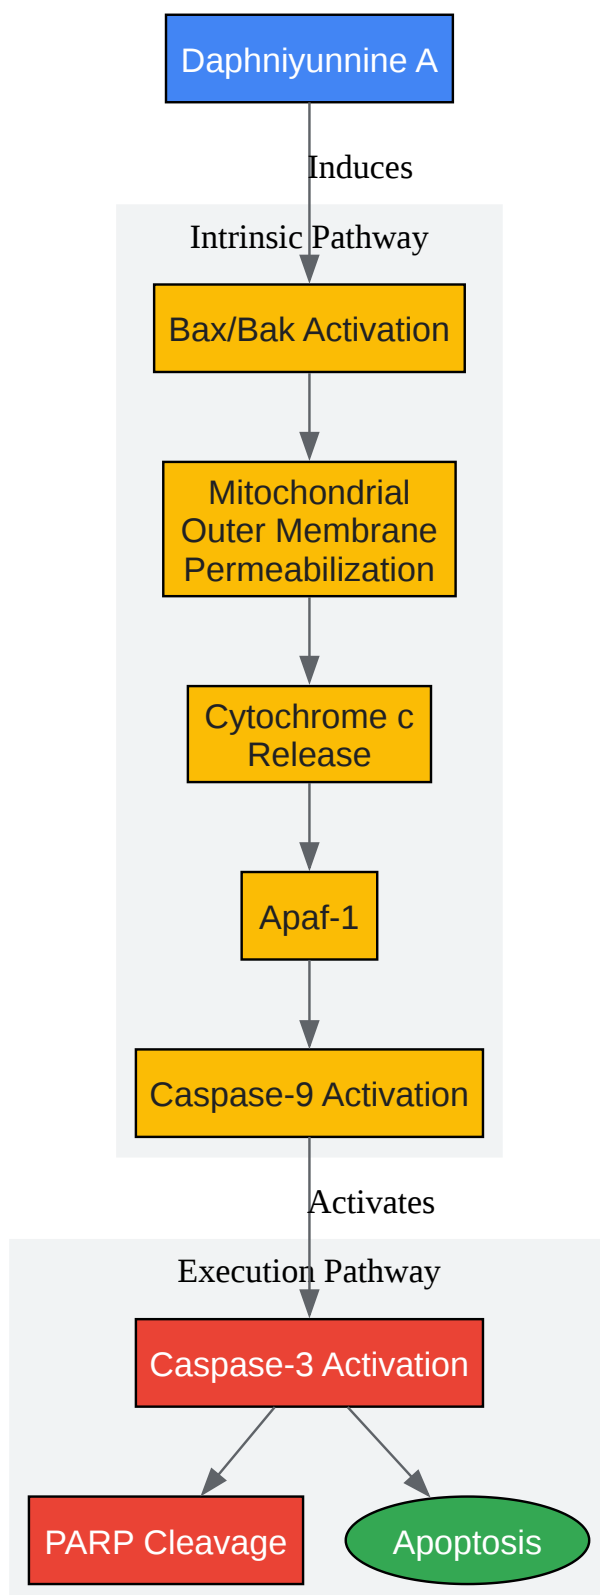 Daphniyunnine A
Induces
Intrinsic Pathway
Bax/Bak Activation
Mitochondrial
Outer Membrane
Permeabilization
Cytochrome c
Release
Apaf-1
Caspase-9 Activation
Activates
Execution Pathway
Caspase-3 Activation
PARP Cleavage
Apoptosis